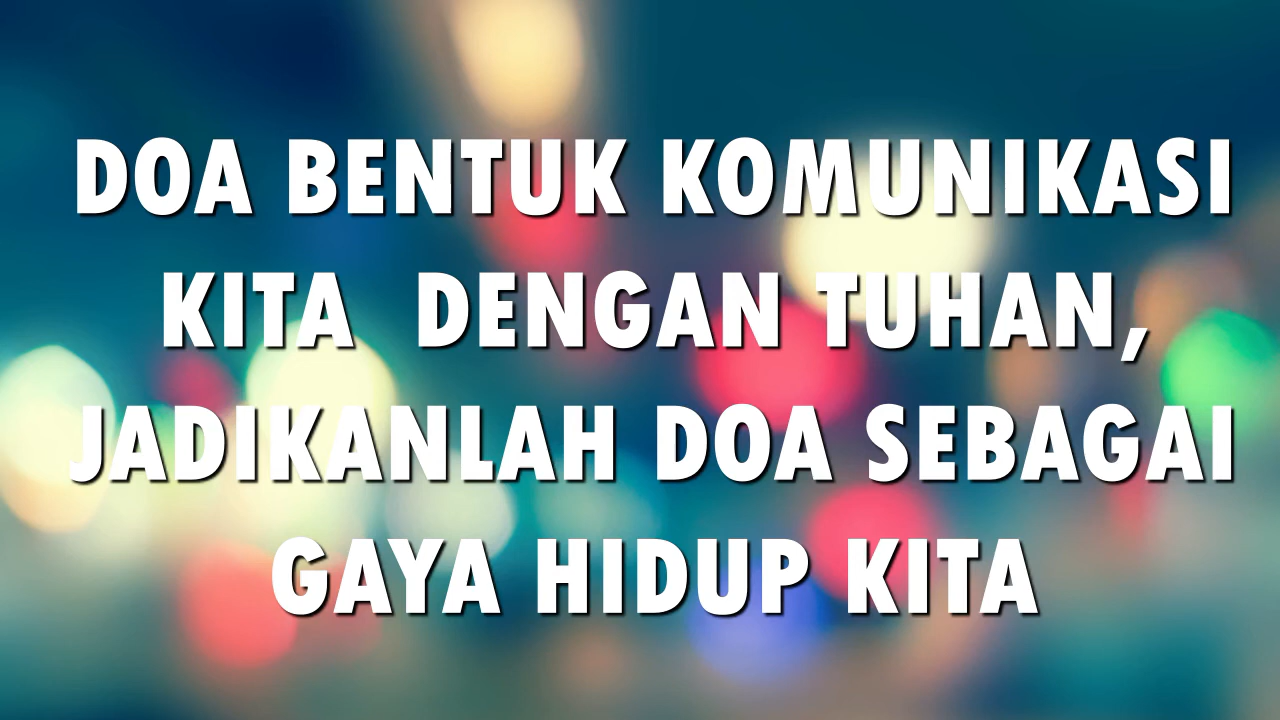 DOA BENTUK KOMUNIKASI
KITA  DENGAN TUHAN,
JADIKANLAH DOA SEBAGAI
GAYA HIDUP KITA